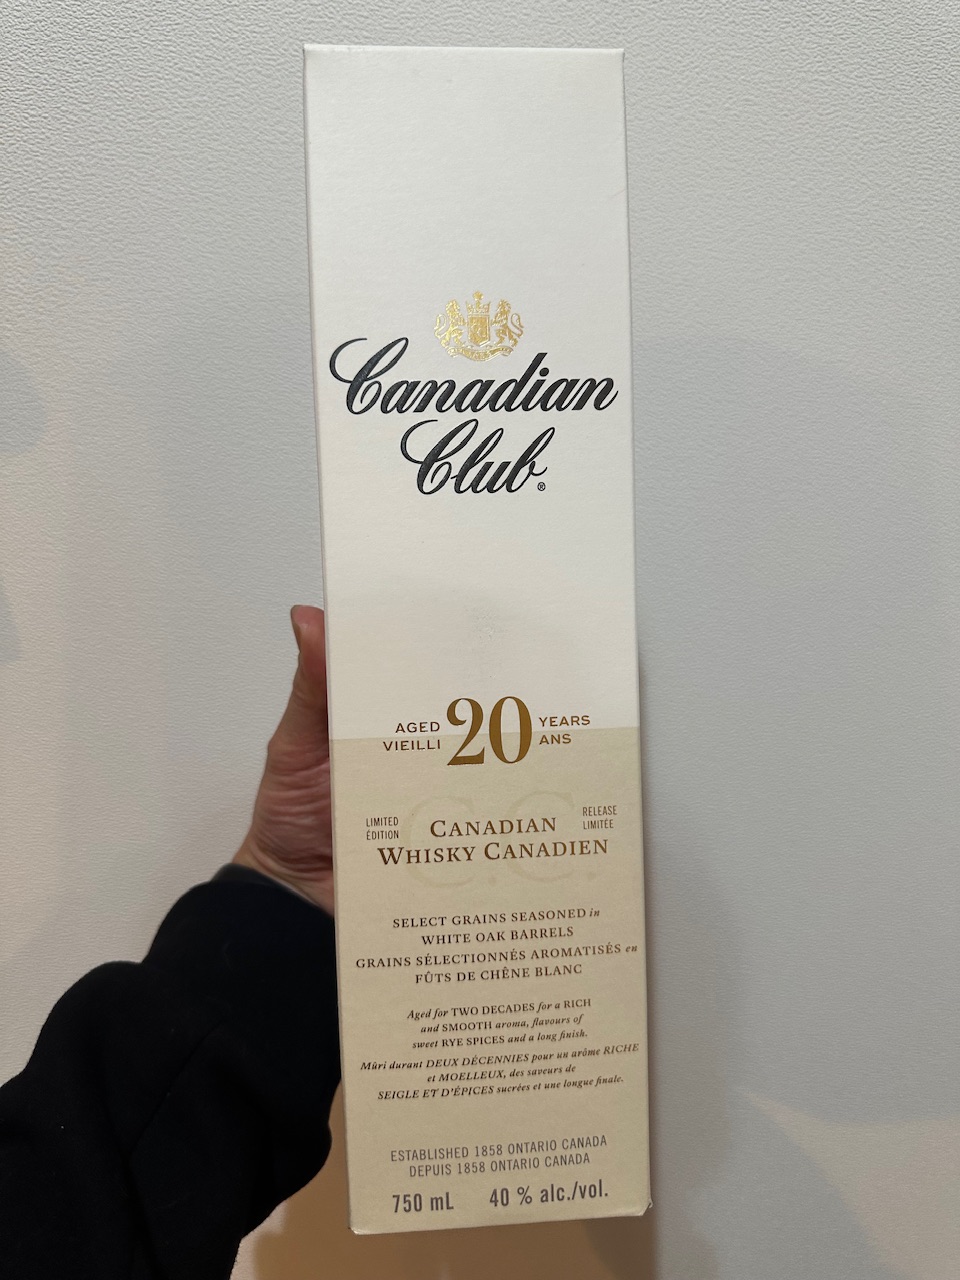 Canadian
Club®
AGED 20 YEARS
VIEILLI ANS
LIMITED RELEASE
ÉDITION LIMITÉE
C.C.
CANADIAN
WHISKY CANADIEN
SELECT GRAINS SEASONED in
WHITE OAK BARRELS
GRAINS SÉLECTIONNÉS AROMATISÉS en
FÛTS DE CHÊNE BLANC
Aged for TWO DECADES for a RICH
and SMOOTH aroma, flavours of
sweet RYE SPICES and a long finish.
Mûri durant DEUX DÉCENNIES pour un arôme RICHE
et MOELLEUX, des saveurs de
SEIGLE ET D'ÉPICES sucrées et une longue finale.
ESTABLISHED 1858 ONTARIO CANADA
DEPUIS 1858 ONTARIO CANADA
750 mL 40 % alc./vol.